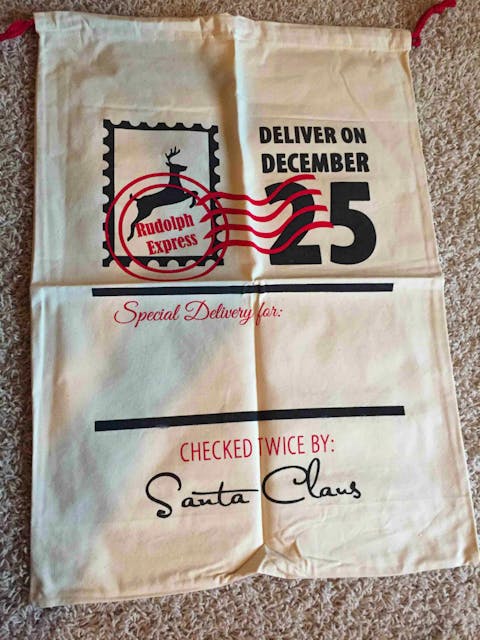 DELIVER ON
DECEMBER
25
Rudolph
Express
Special Delivery for:
CHECKED TWICE BY:
Santa Claus